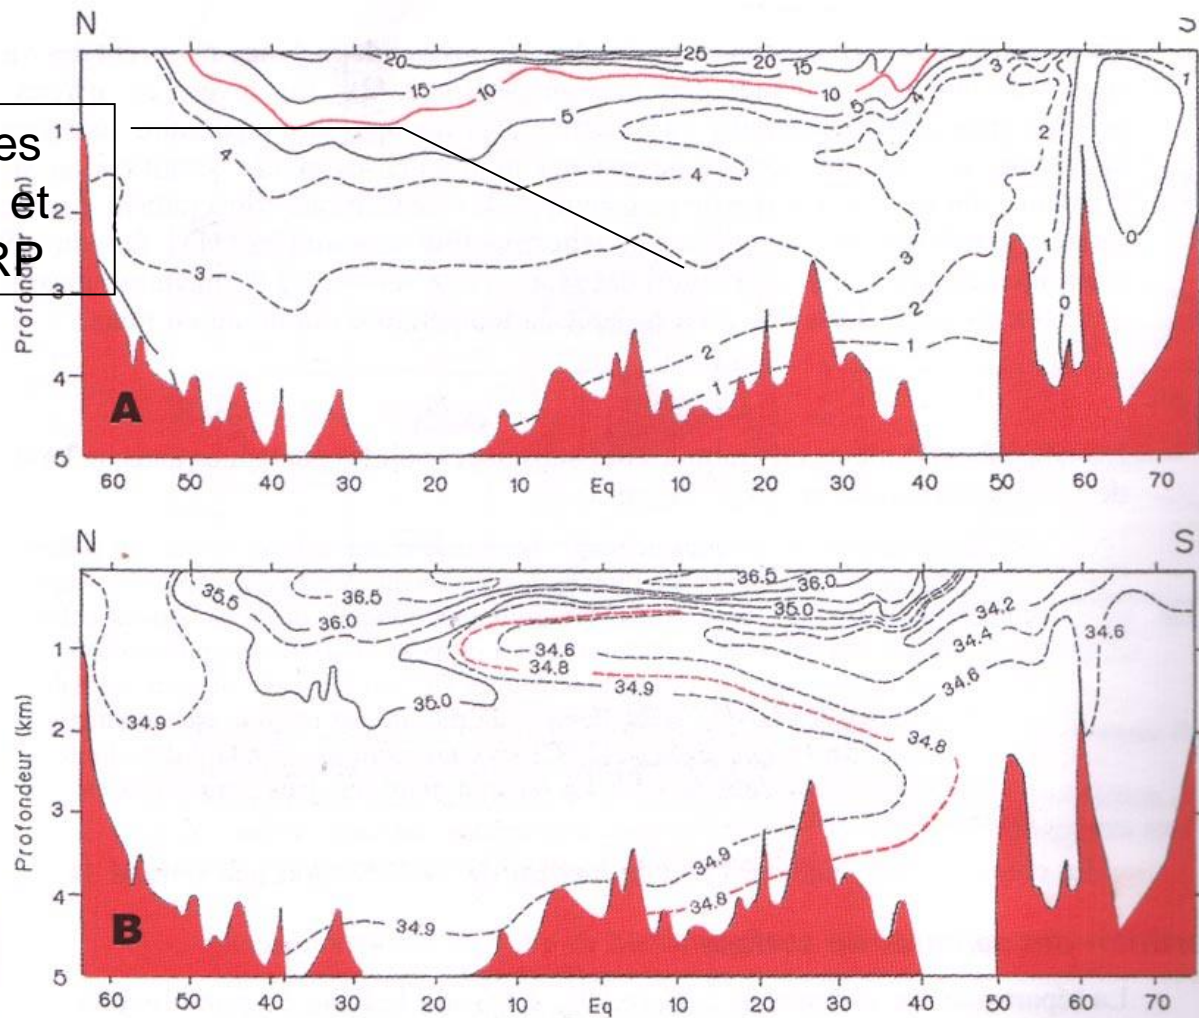 N S
20 25 20 15 3 1
15 10 10 5 4
es
et
RP
Profondeur (km)
1
2
3
4
5
4 5 4 2
3 3 1 0
2 2 0
1 1
A
60 50 40 30 20 10 Eq 10 20 30 40 50 60 70
N S
35.5 36.5 36.0 36.5 36.0 35.0 34.2
34.6 34.8 34.4 34.6
35.0 34.9 34.6
34.9 34.8
Profondeur (km)
1
2
3
4
5
34.9 34.9 34.8
B
60 50 40 30 20 10 Eq 10 20 30 40 50 60 70